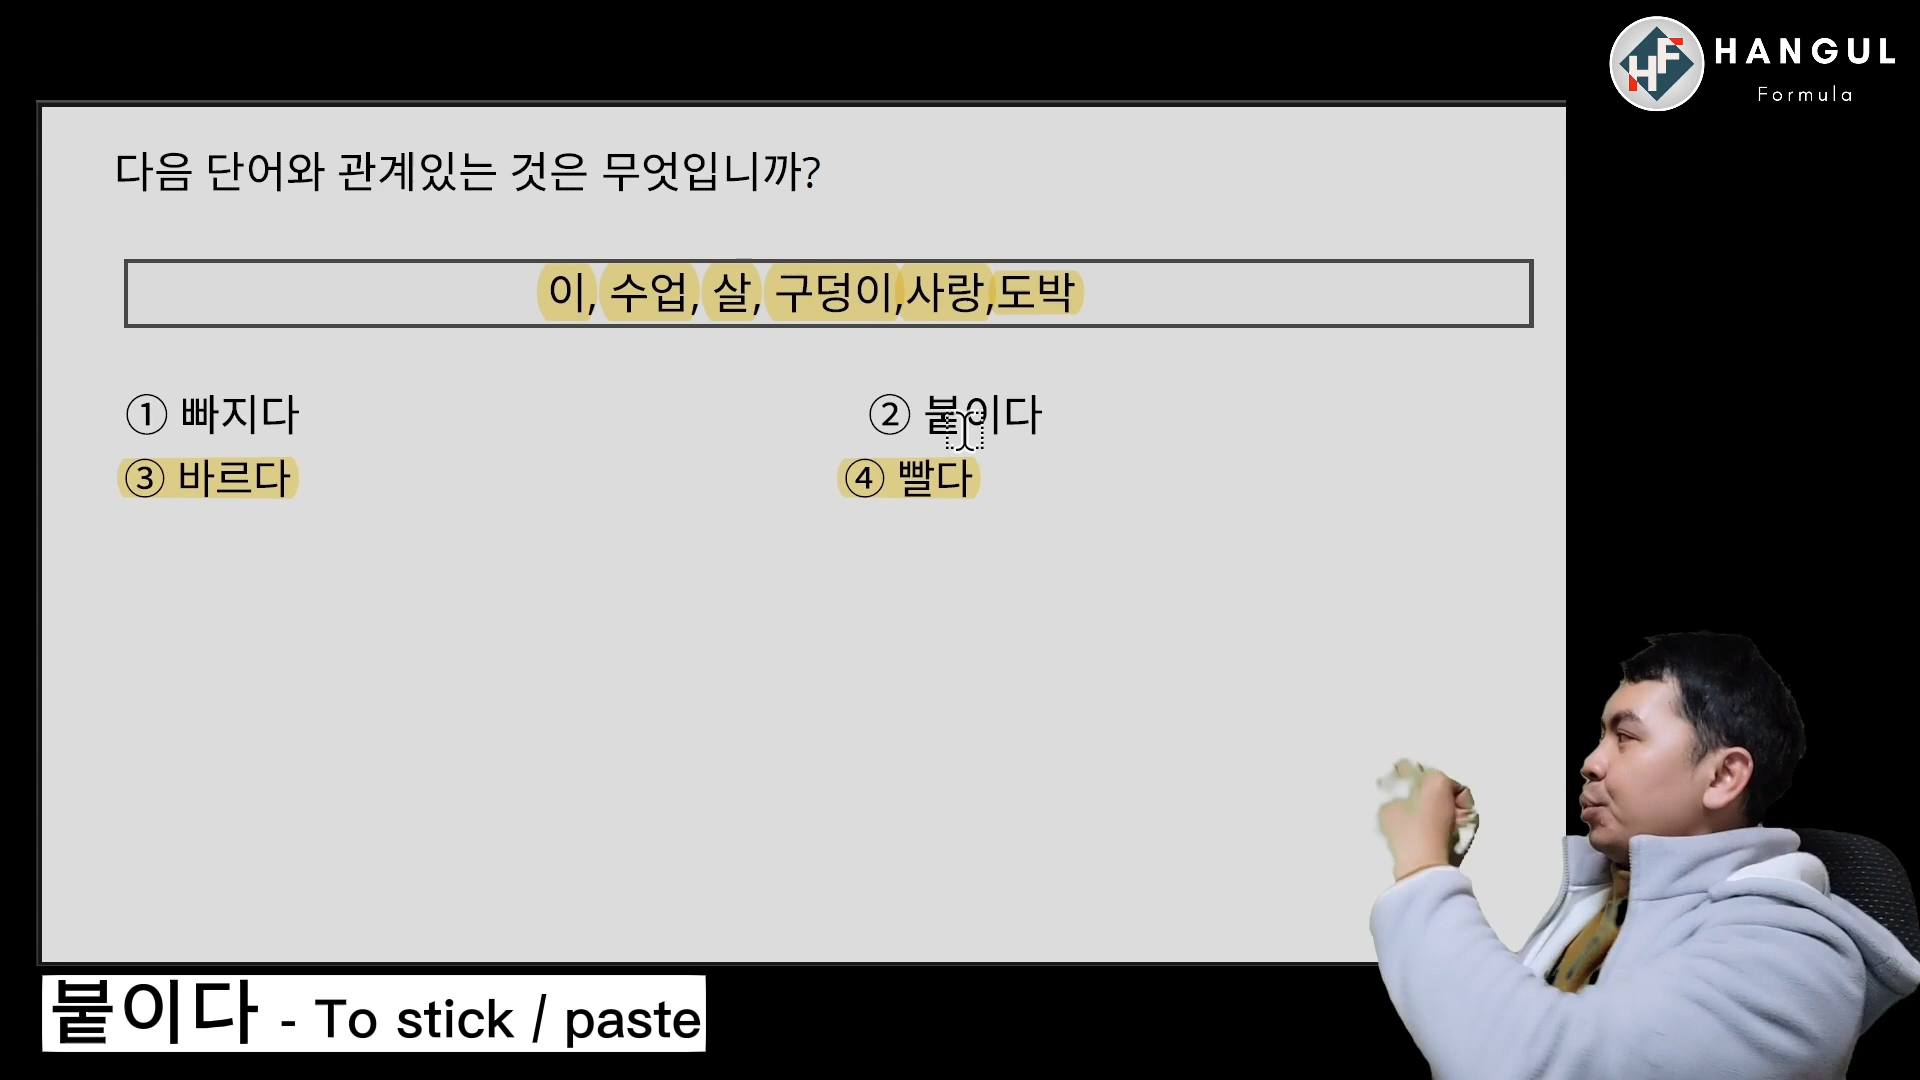 HANGUL
Formula
다음 단어와 관계있는 것은 무엇입니까?
이, 수업, 살, 구덩이,사랑,도박
① 빠지다
② 붙이다
③ 바르다
④ 빨다
붙이다 - To stick / paste